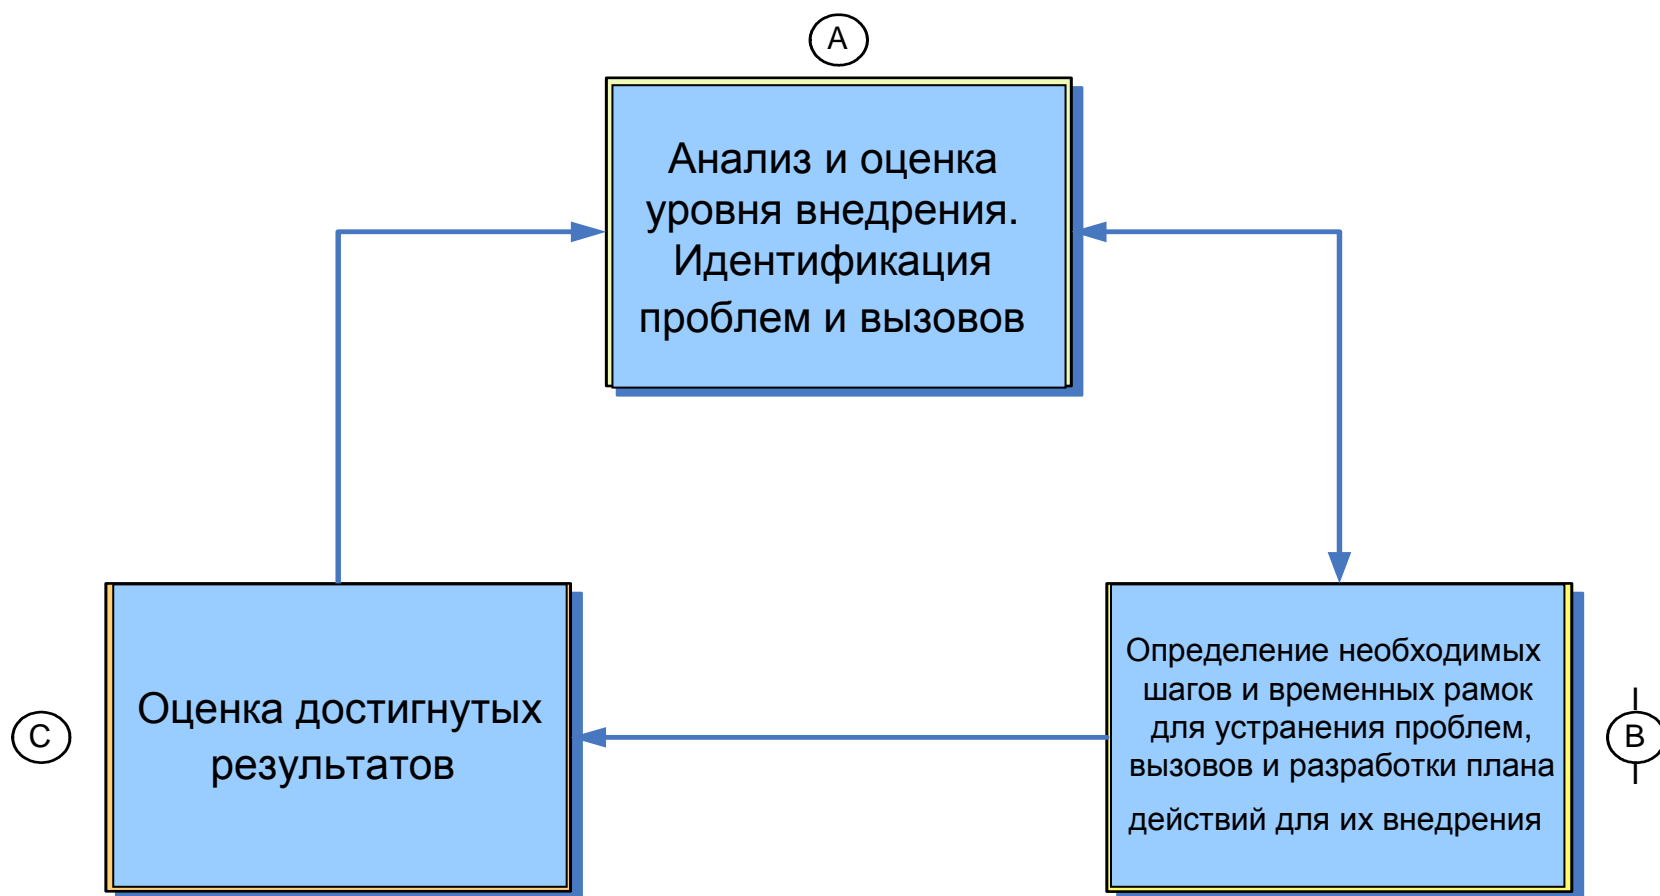 A
Анализ и оценка
уровня внедрения.
Идентификация
проблем и вызовов
C
Оценка достигнутых
результатов
Определение необходимых
шагов и временных рамок
для устранения проблем,
вызовов и разработки плана
действий для их внедрения
B